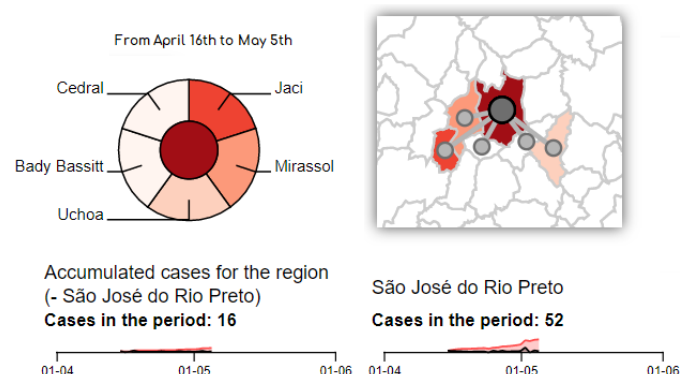 From April 16th to May 5th
Cedral
Jaci
Bady Bassitt
Mirassol
Uchoa
Accumulated cases for the region
(- São José do Rio Preto)
Cases in the period: 16
São José do Rio Preto
Cases in the period: 52
01-04 01-05 01-06
01-04 01-05 01-06